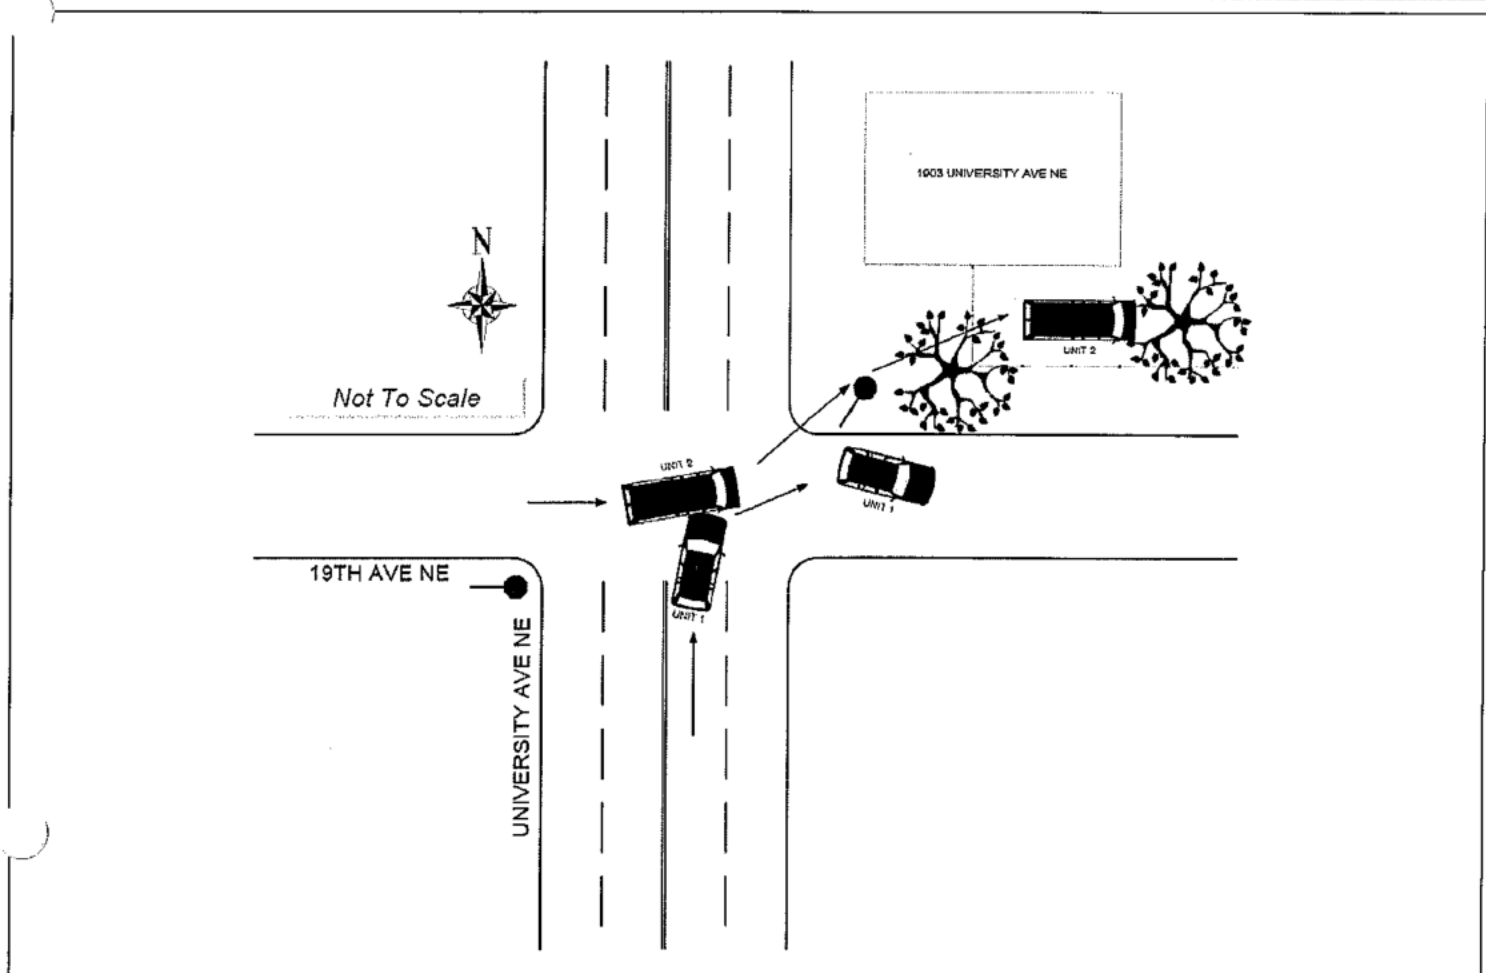 1903 UNIVERSITY AVE NE
N
UNIT 2
Not To Scale
UNIT 2
UNIT 1
19TH AVE NE
UNIT 1
UNIVERSITY AVE NE